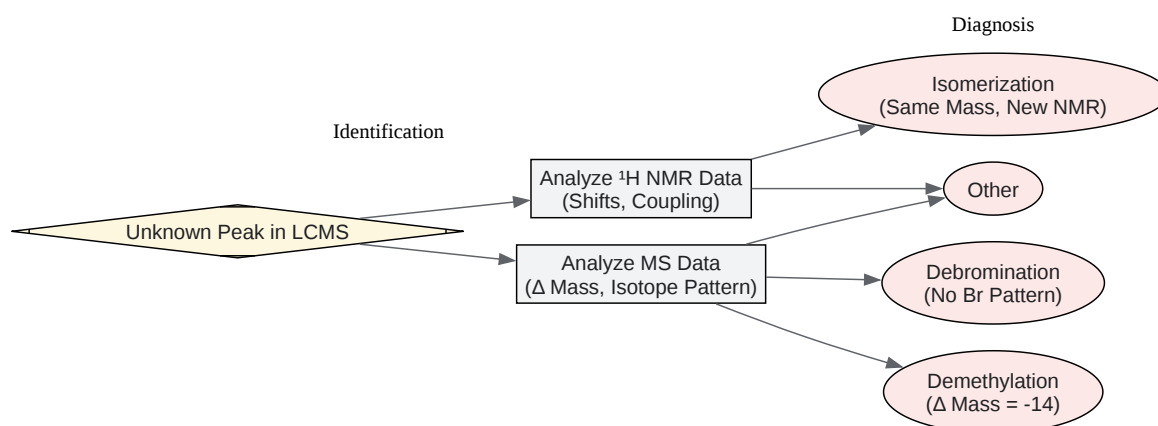 Diagnosis
Isomerization
(Same Mass, New NMR)
Identification
Analyze ¹H NMR Data
(Shifts, Coupling)
Other
Unknown Peak in LCMS
Analyze MS Data
(Δ Mass, Isotope Pattern)
Debromination
(No Br Pattern)
Demethylation
(Δ Mass = -14)